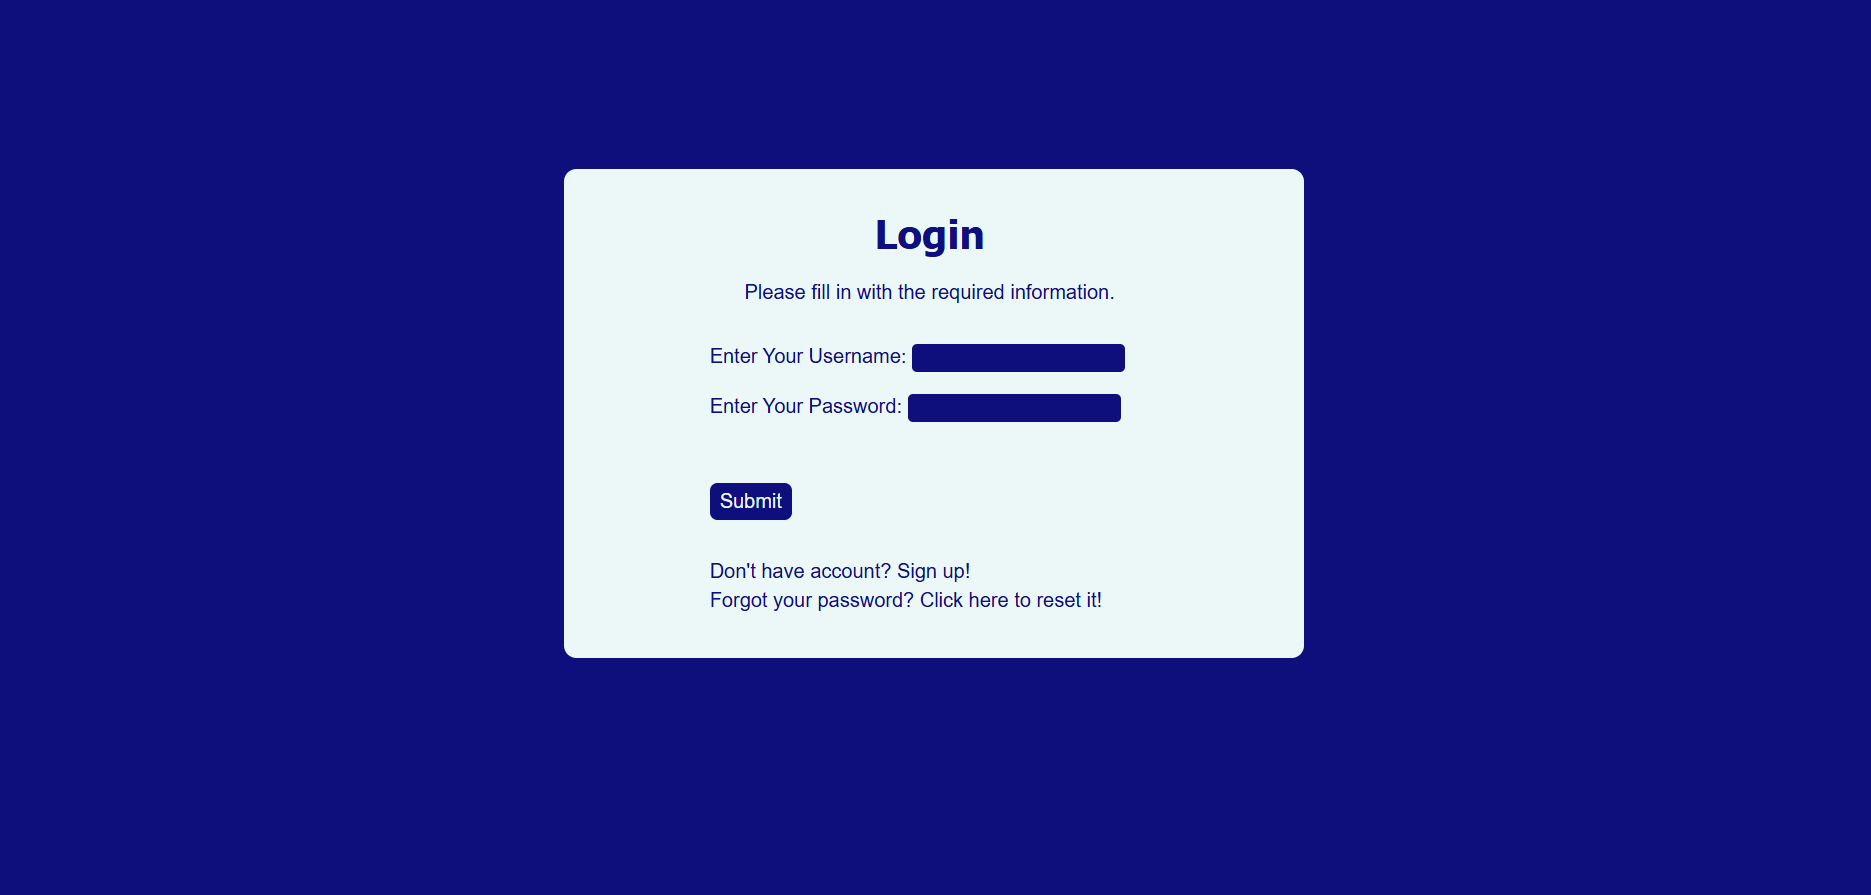 Login
Please fill in with the required information.
Enter Your Username:
Enter Your Password:
Submit
Don't have account? Sign up!
Forgot your password? Click here to reset it!